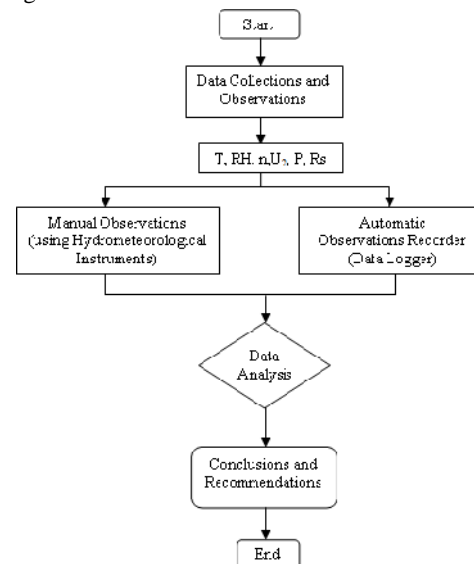 Start
Data Collections and
Observations
T, RH, n,U₂, P, Rs
Manual Observations
(using Hydrometeorological
Instruments)
Automatic
Observations Recorder
(Data Logger)
Data
Analysis
Conclusions and
Recommendations
End